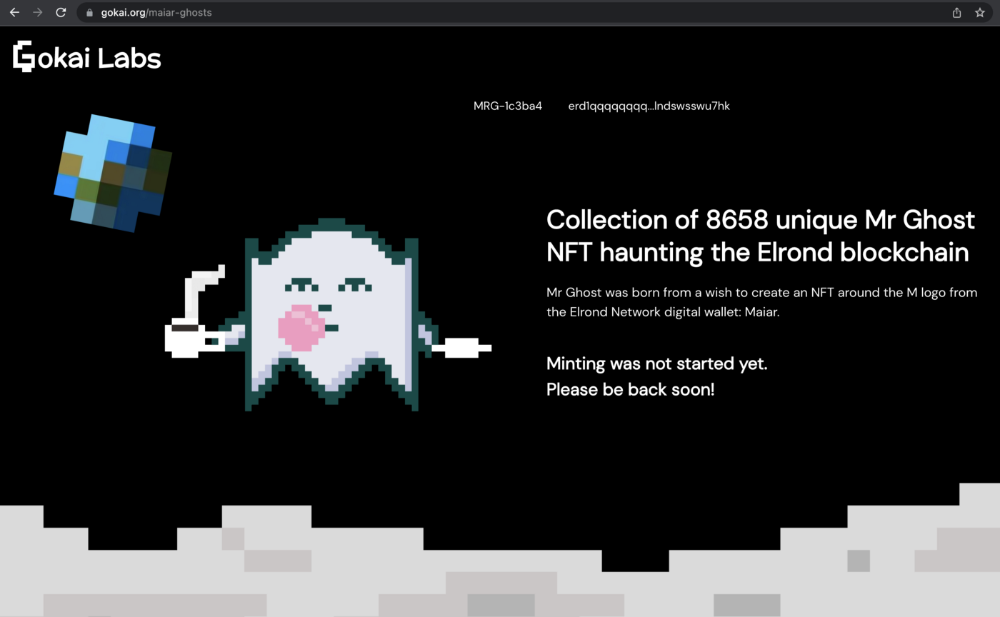 gokai.org/maiar-ghosts
Gokai Labs
MRG-1c3ba4 erd1qqqqqqqq...lndswsswu7hk
Collection of 8658 unique Mr Ghost
NFT haunting the Elrond blockchain
Mr Ghost was born from a wish to create an NFT around the M logo from
the Elrond Network digital wallet: Maiar.
Minting was not started yet.
Please be back soon!